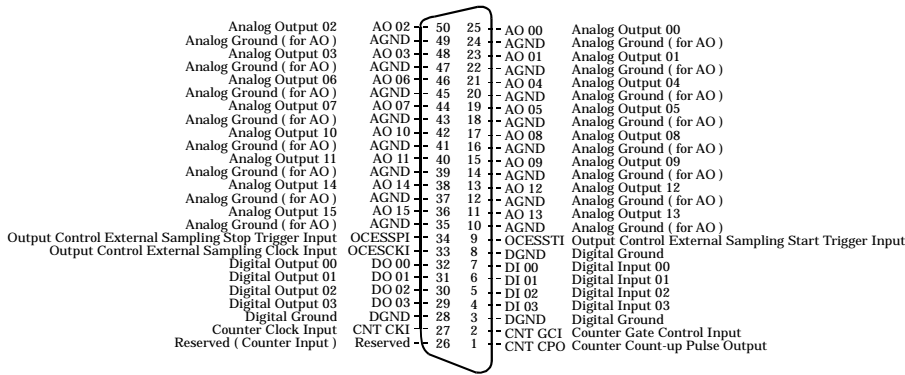 Analog Output 02 AO 02 50 25 AO 00 Analog Output 00
Analog Ground ( for AO ) AGND 49 24 AGND Analog Ground ( for AO )
Analog Output 03 AO 03 48 23 AO 01 Analog Output 01
Analog Ground ( for AO ) AGND 47 22 AGND Analog Ground ( for AO )
Analog Output 06 AO 06 46 21 AO 04 Analog Output 04
Analog Ground ( for AO ) AGND 45 20 AGND Analog Ground ( for AO )
Analog Output 07 AO 07 44 19 AO 05 Analog Output 05
Analog Ground ( for AO ) AGND 43 18 AGND Analog Ground ( for AO )
Analog Output 10 AO 10 42 17 AO 08 Analog Output 08
Analog Ground ( for AO ) AGND 41 16 AGND Analog Ground ( for AO )
Analog Output 11 AO 11 40 15 AO 09 Analog Output 09
Analog Ground ( for AO ) AGND 39 14 AGND Analog Ground ( for AO )
Analog Output 14 AO 14 38 13 AO 12 Analog Output 12
Analog Ground ( for AO ) AGND 37 12 AGND Analog Ground ( for AO )
Analog Output 15 AO 15 36 11 AO 13 Analog Output 13
Analog Ground ( for AO ) AGND 35 10 AGND Analog Ground ( for AO )
Output Control External Sampling Stop Trigger Input OCESSPI 34 9 OCESSTI Output Control External Sampling Start Trigger Input
Output Control External Sampling Clock Input OCESCKI 33 8 DGND Digital Ground
Digital Output 00 DO 00 32 7 DI 00 Digital Input 00
Digital Output 01 DO 01 31 6 DI 01 Digital Input 01
Digital Output 02 DO 02 30 5 DI 02 Digital Input 02
Digital Output 03 DO 03 29 4 DI 03 Digital Input 03
Digital Ground DGND 28 3 DGND Digital Ground
Counter Clock Input CNT CKI 27 2 CNT GCI Counter Gate Control Input
Reserved ( Counter Input ) Reserved 26 1 CNT CPO Counter Count-up Pulse Output